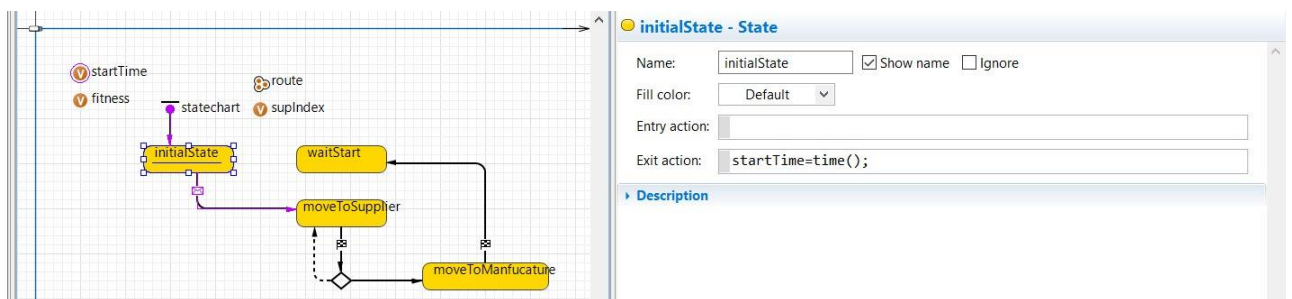 startTime
route
fitness
statechart
supIndex
initialState
waitStart
moveToSupplier
moveToManfucature
initialState - State
Name: initialState Show name Ignore
Fill color: Default
Entry action:
Exit action: startTime=time();
Description